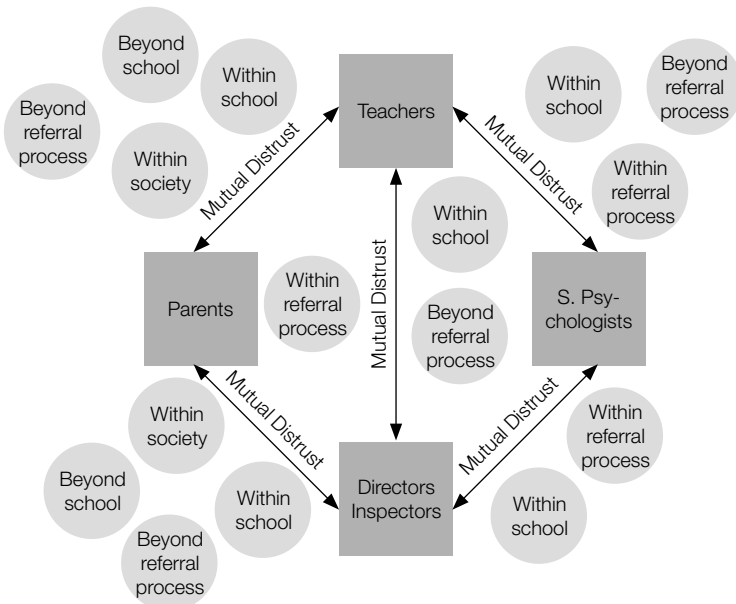 Beyond
school
Within
school
Beyond
referral
process
Within
society
Mutual Distrust
Teachers
Mutual Distrust
Within
school
Beyond
referral
process
Within
referral
process
Within
school
Mutual Distrust
Beyond
referral
process
Parents
Within
referral
process
S. Psy-
chologists
Within
society
Mutual Distrust
Beyond
school
Within
school
Beyond
referral
process
Directors
Inspectors
Mutual Distrust
Within
referral
process
Within
school